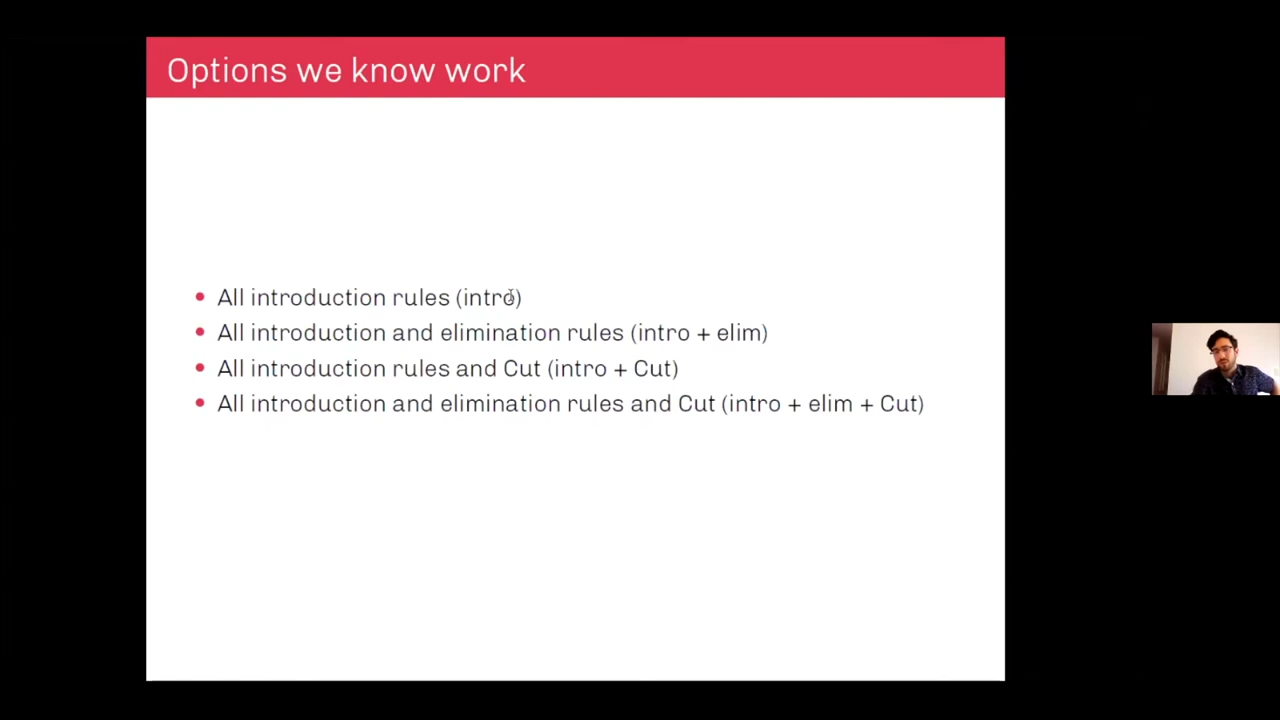 Options we know work
All introduction rules (intro)
All introduction and elimination rules (intro + elim)
All introduction rules and Cut (intro + Cut)
All introduction and elimination rules and Cut (intro + elim + Cut)